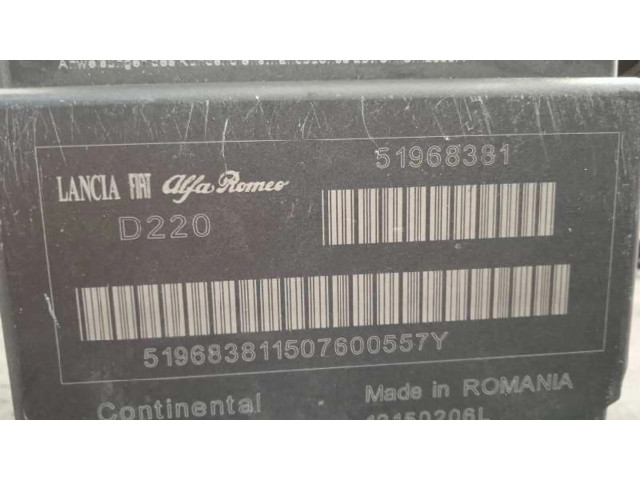 51968381
LANCIA FIAT Alfa Romeo
D220
519683811507600557Y
Continental
Made in ROMANIA